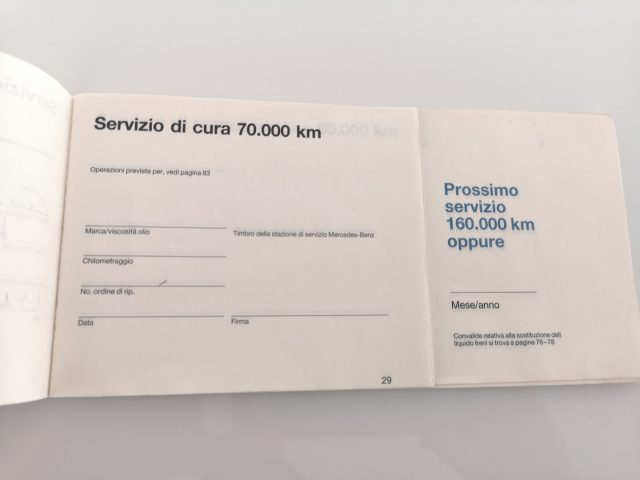 Servizio di cura 70.000 km
Operazioni previste per, vedi pagina 83
Marca/viscosità olio
Timbro della stazione di servizio Mercedes-Benz
Chilometraggio
No. ordine di rip.
Data
Firma
29
Prossimo
servizio
160.000 km
oppure
Mese/anno
Convalide relativa alla sostituzione dell
liquido freni si trova a pagine 76–78
Servizio